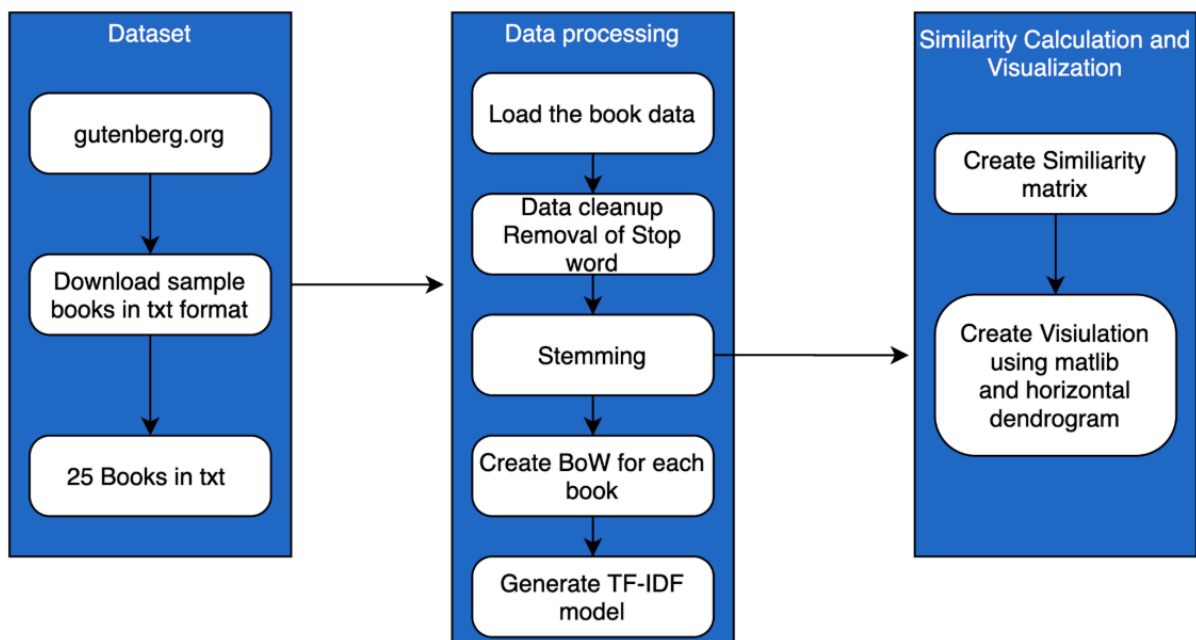 Dataset
gutenberg.org
Download sample
books in txt format
25 Books in txt
Data processing
Load the book data
Data cleanup
Removal of Stop
word
Stemming
Create BoW for each
book
Generate TF-IDF
model
Similarity Calculation and
Visualization
Create Similiarity
matrix
Create Visiulation
using matlib
and horizontal
dendrogram